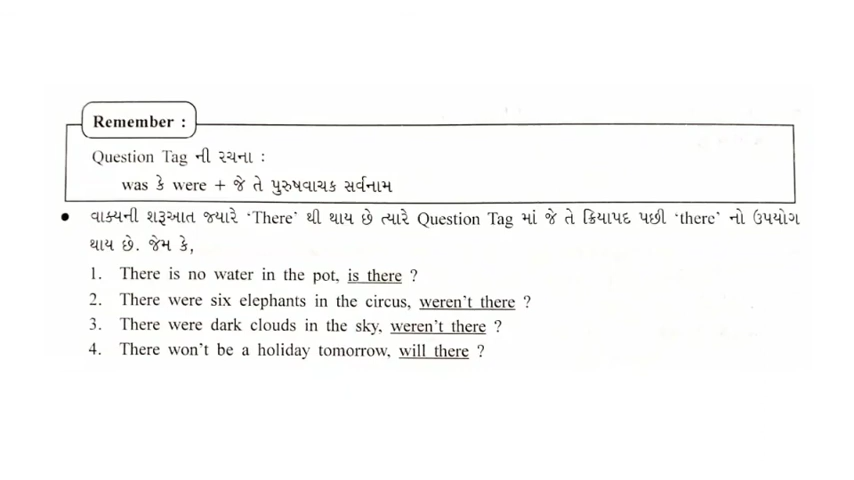 Remember :
Question Tag ની રચના :
was કે were + જે તે પુરુષવાચક સર્વનામ
● વાક્યની શરૂઆત જ્યારે ‘There’ થી થાય છે ત્યારે Question Tag માં જે તે ક્રિયાપદ પછી ‘there’ નો ઉપયોગ
થાય છે. જેમ કે,
1. There is no water in the pot, is there ?
2. There were six elephants in the circus, weren’t there ?
3. There were dark clouds in the sky, weren’t there ?
4. There won’t be a holiday tomorrow, will there ?